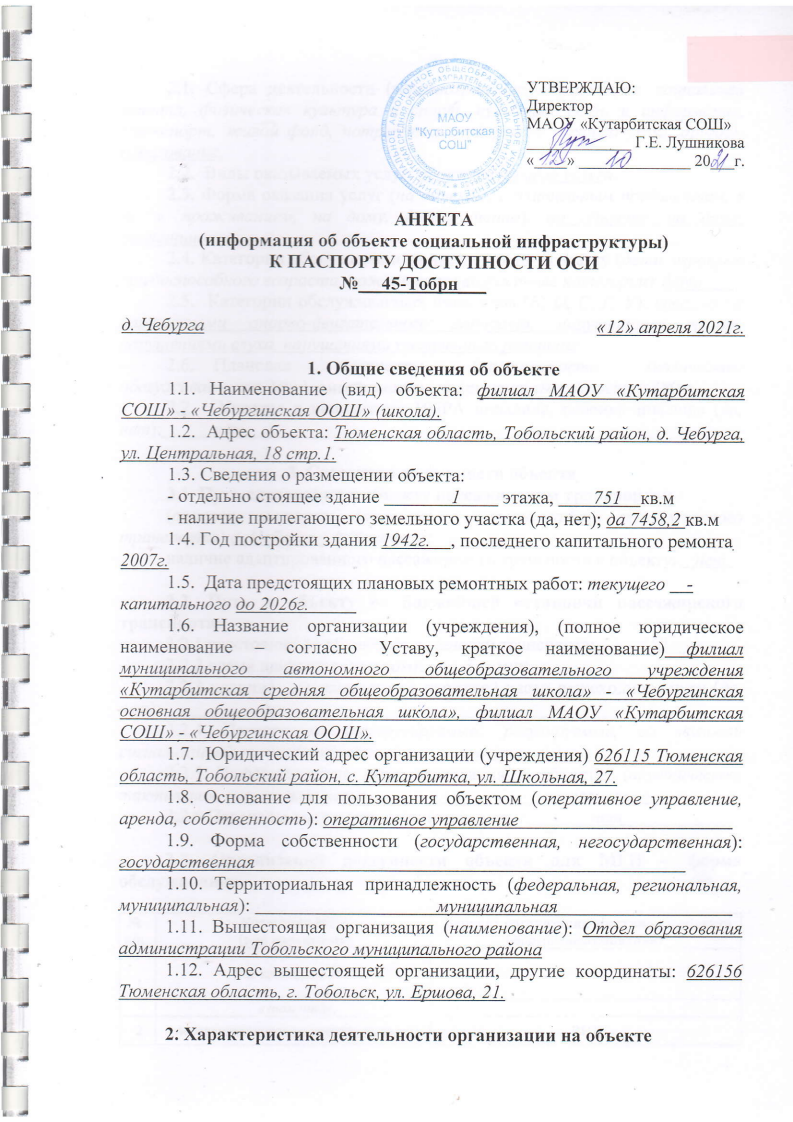 МАОУ
"Кутарбитская
СОШ"
УТВЕРЖДАЮ:
Директор
МАОУ «Кутарбитская СОШ»
____________ Г.Е. Лушникова
«12» 10 2021г.
АНКЕТА
(информация об объекте социальной инфраструктуры)
К ПАСПОРТУ ДОСТУПНОСТИ ОСИ
№ 45-Тобрн
д. Чебурга «12» апреля 2021г.
1. Общие сведения об объекте
1.1. Наименование (вид) объекта: филиал МАОУ «Кутарбитская
СОШ» - «Чебургинская ООШ» (школа).
1.2. Адрес объекта: Тюменская область, Тобольский район, д. Чебурга,
ул. Центральная, 18 стр.1.
1.3. Сведения о размещении объекта:
- отдельно стоящее здание 1 этажа, 751 кв.м
- наличие прилегающего земельного участка (да, нет); да 7458,2 кв.м
1.4. Год постройки здания 1942г. , последнего капитального ремонта
2007г.
1.5. Дата предстоящих плановых ремонтных работ: текущего __-
капитального до 2026г.
1.6. Название организации (учреждения), (полное юридическое
наименование – согласно Уставу, краткое наименование) филиал
муниципального автономного общеобразовательного учреждения
«Кутарбитская средняя общеобразовательная школа» - «Чебургинская
основная общеобразовательная школа», филиал МАОУ «Кутарбитская
СОШ» - «Чебургинская ООШ».
1.7. Юридический адрес организации (учреждения) 626115 Тюменская
область, Тобольский район, с. Кутарбитка, ул. Школьная, 27.
1.8. Основание для пользования объектом (оперативное управление,
аренда, собственность): оперативное управление
1.9. Форма собственности (государственная, негосударственная):
государственная
1.10. Территориальная принадлежность (федеральная, региональная,
муниципальная): муниципальная
1.11. Вышестоящая организация (наименование): Отдел образования
администрации Тобольского муниципального района
1.12. Адрес вышестоящей организации, другие координаты: 626156
Тюменская область, г. Тобольск, ул. Ершова, 21.
2. Характеристика деятельности организации на объекте